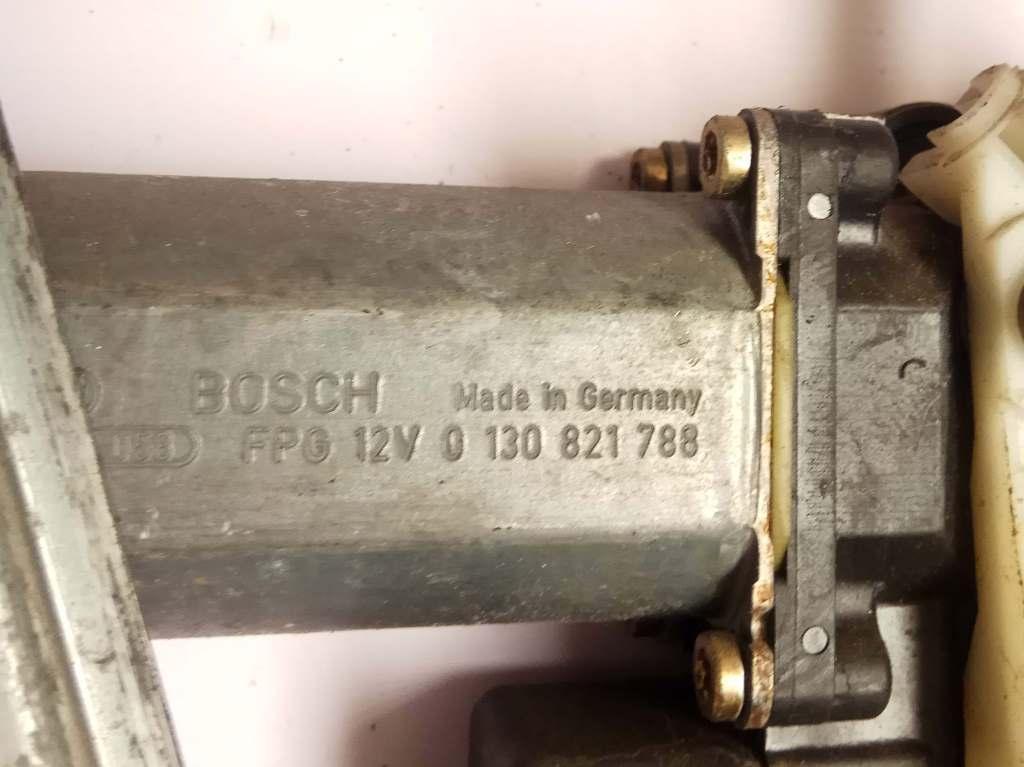 BOSCH Made in Germany
FPG 12V 0 130 821 788